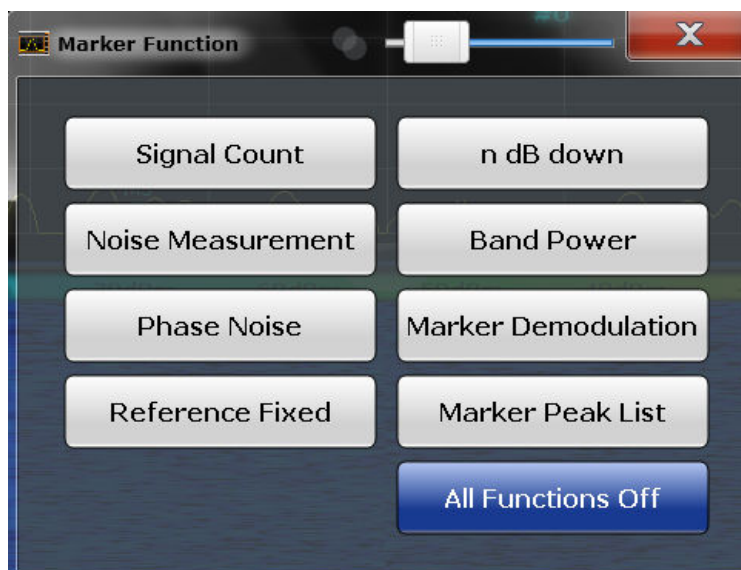 Marker Function
X
Signal Count
n dB down
Noise Measurement
Band Power
Phase Noise
Marker Demodulation
Reference Fixed
Marker Peak List
All Functions Off